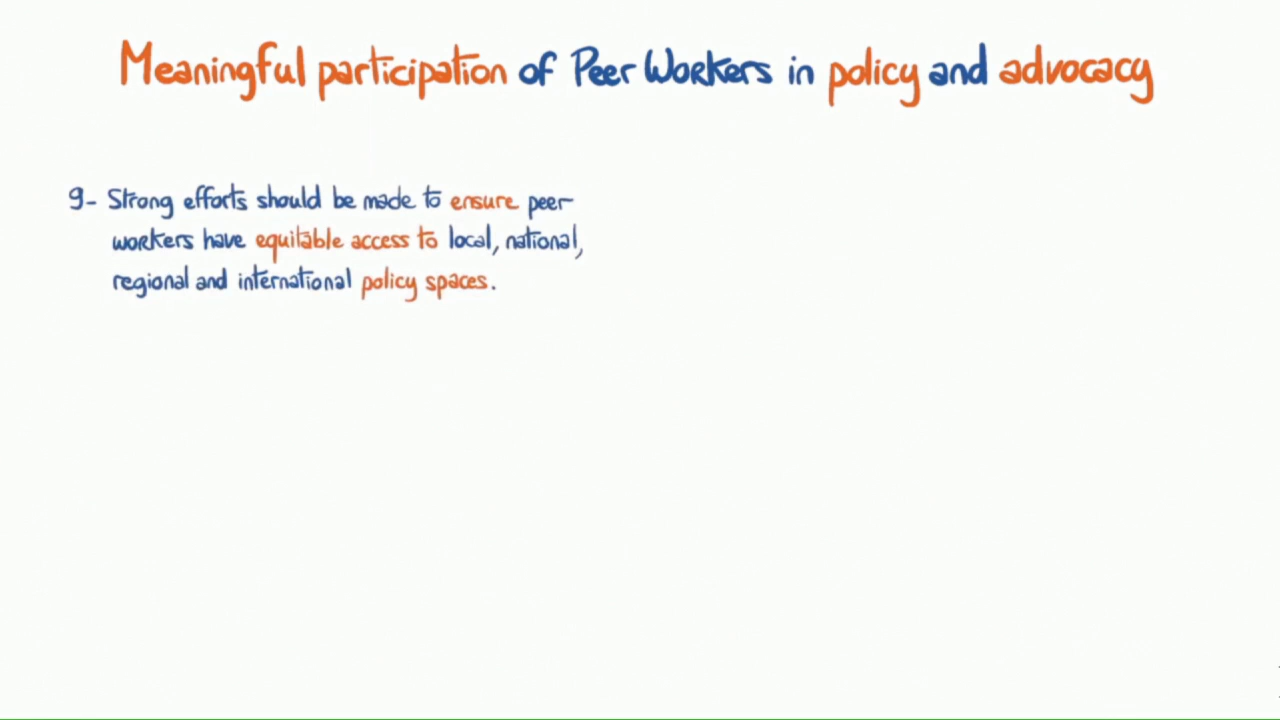 Meaningful participation of Peer Workers in policy and advocacy
9- Strong efforts should be made to ensure peer
workers have equitable access to local, national,
regional and international policy spaces.